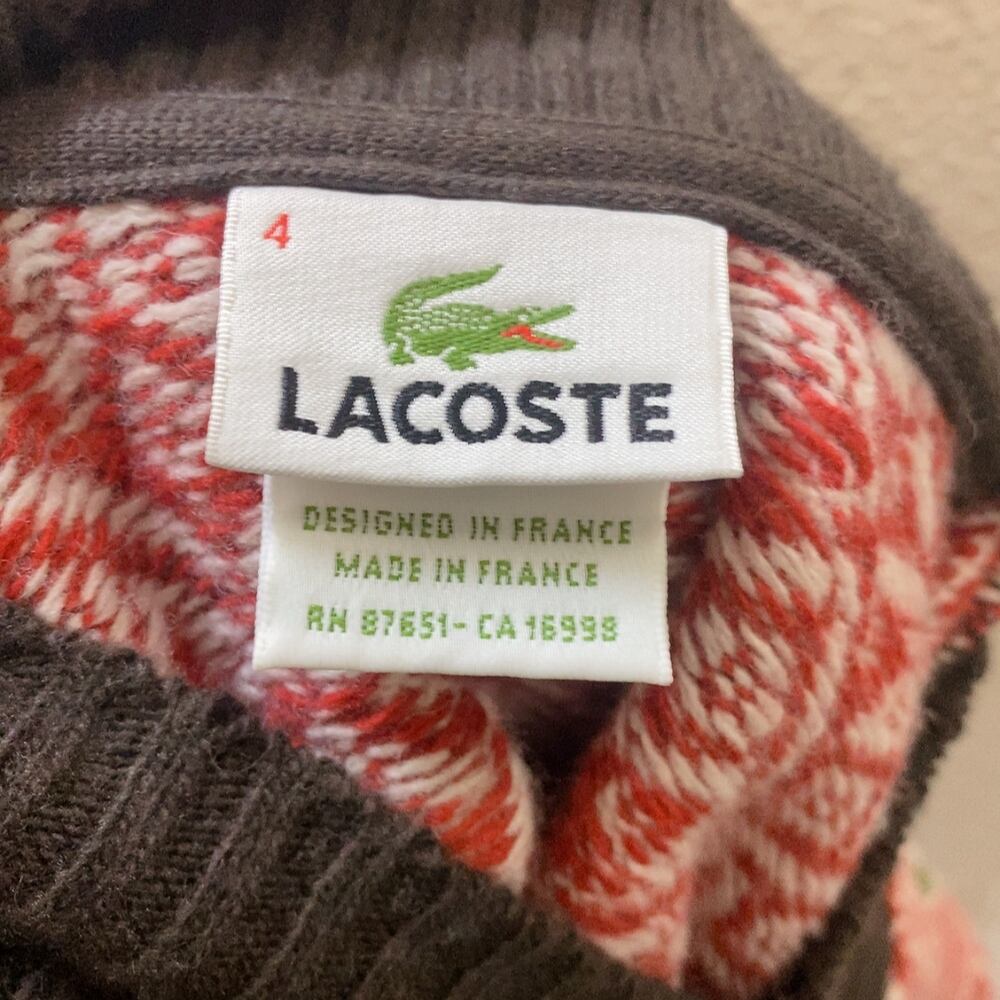 4
LACOSTE
DESIGNED IN FRANCE
MADE IN FRANCE
RN 87651- CA 16998